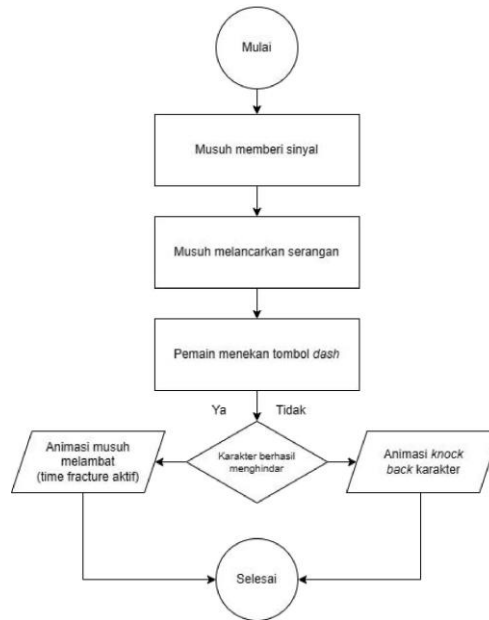 Mulai
Musuh memberi sinyal
Musuh melancarkan serangan
Pemain menekan tombol dash
Ya
Tidak
Karakter berhasil
menghindar
Animasi musuh
melambat
(time fracture aktif)
Animasi knock
back karakter
Selesai